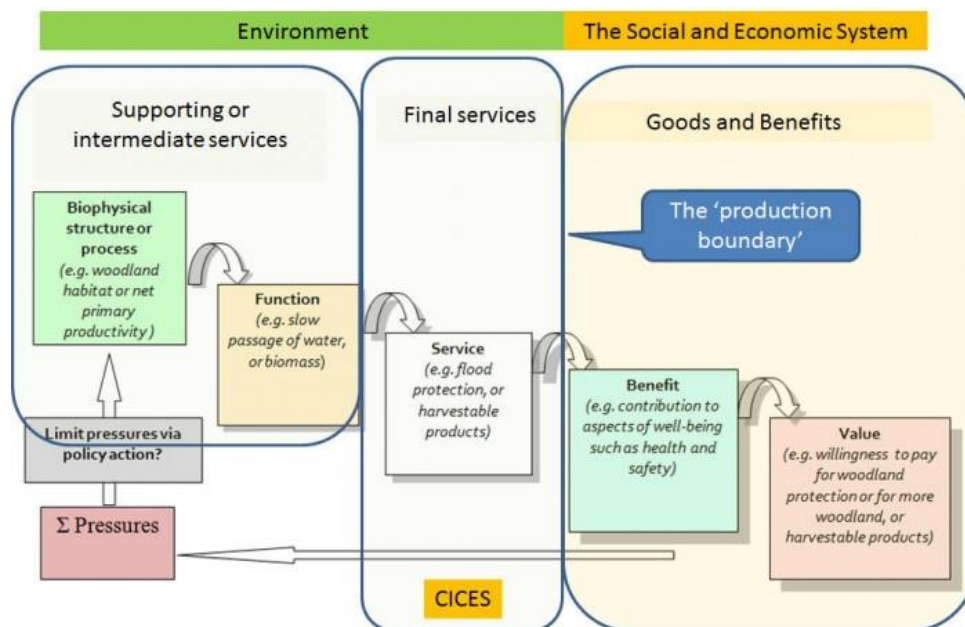 Environment
The Social and Economic System
Supporting or
intermediate services
Final services
Goods and Benefits
The ‘production
boundary’
Biophysical
structure or
process
(e.g. woodland
habitat or net
primary
productivity )
Function
(e.g. slow
passage of water,
or biomass)
Service
(e.g. flood
protection, or
harvestable
products)
Benefit
(e.g. contribution to
aspects of well-being
such as health and
safety)
Value
(e.g. willingness to pay
for woodland
protection or for more
woodland, or
harvestable products)
Limit pressures via
policy action?
Σ Pressures
CICES